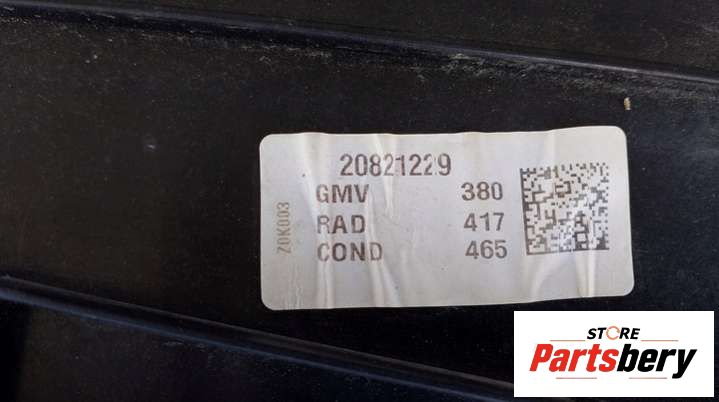 20821229
GMV 380
RAD 417
COND 465
Z0K003
STORE
Partsbery